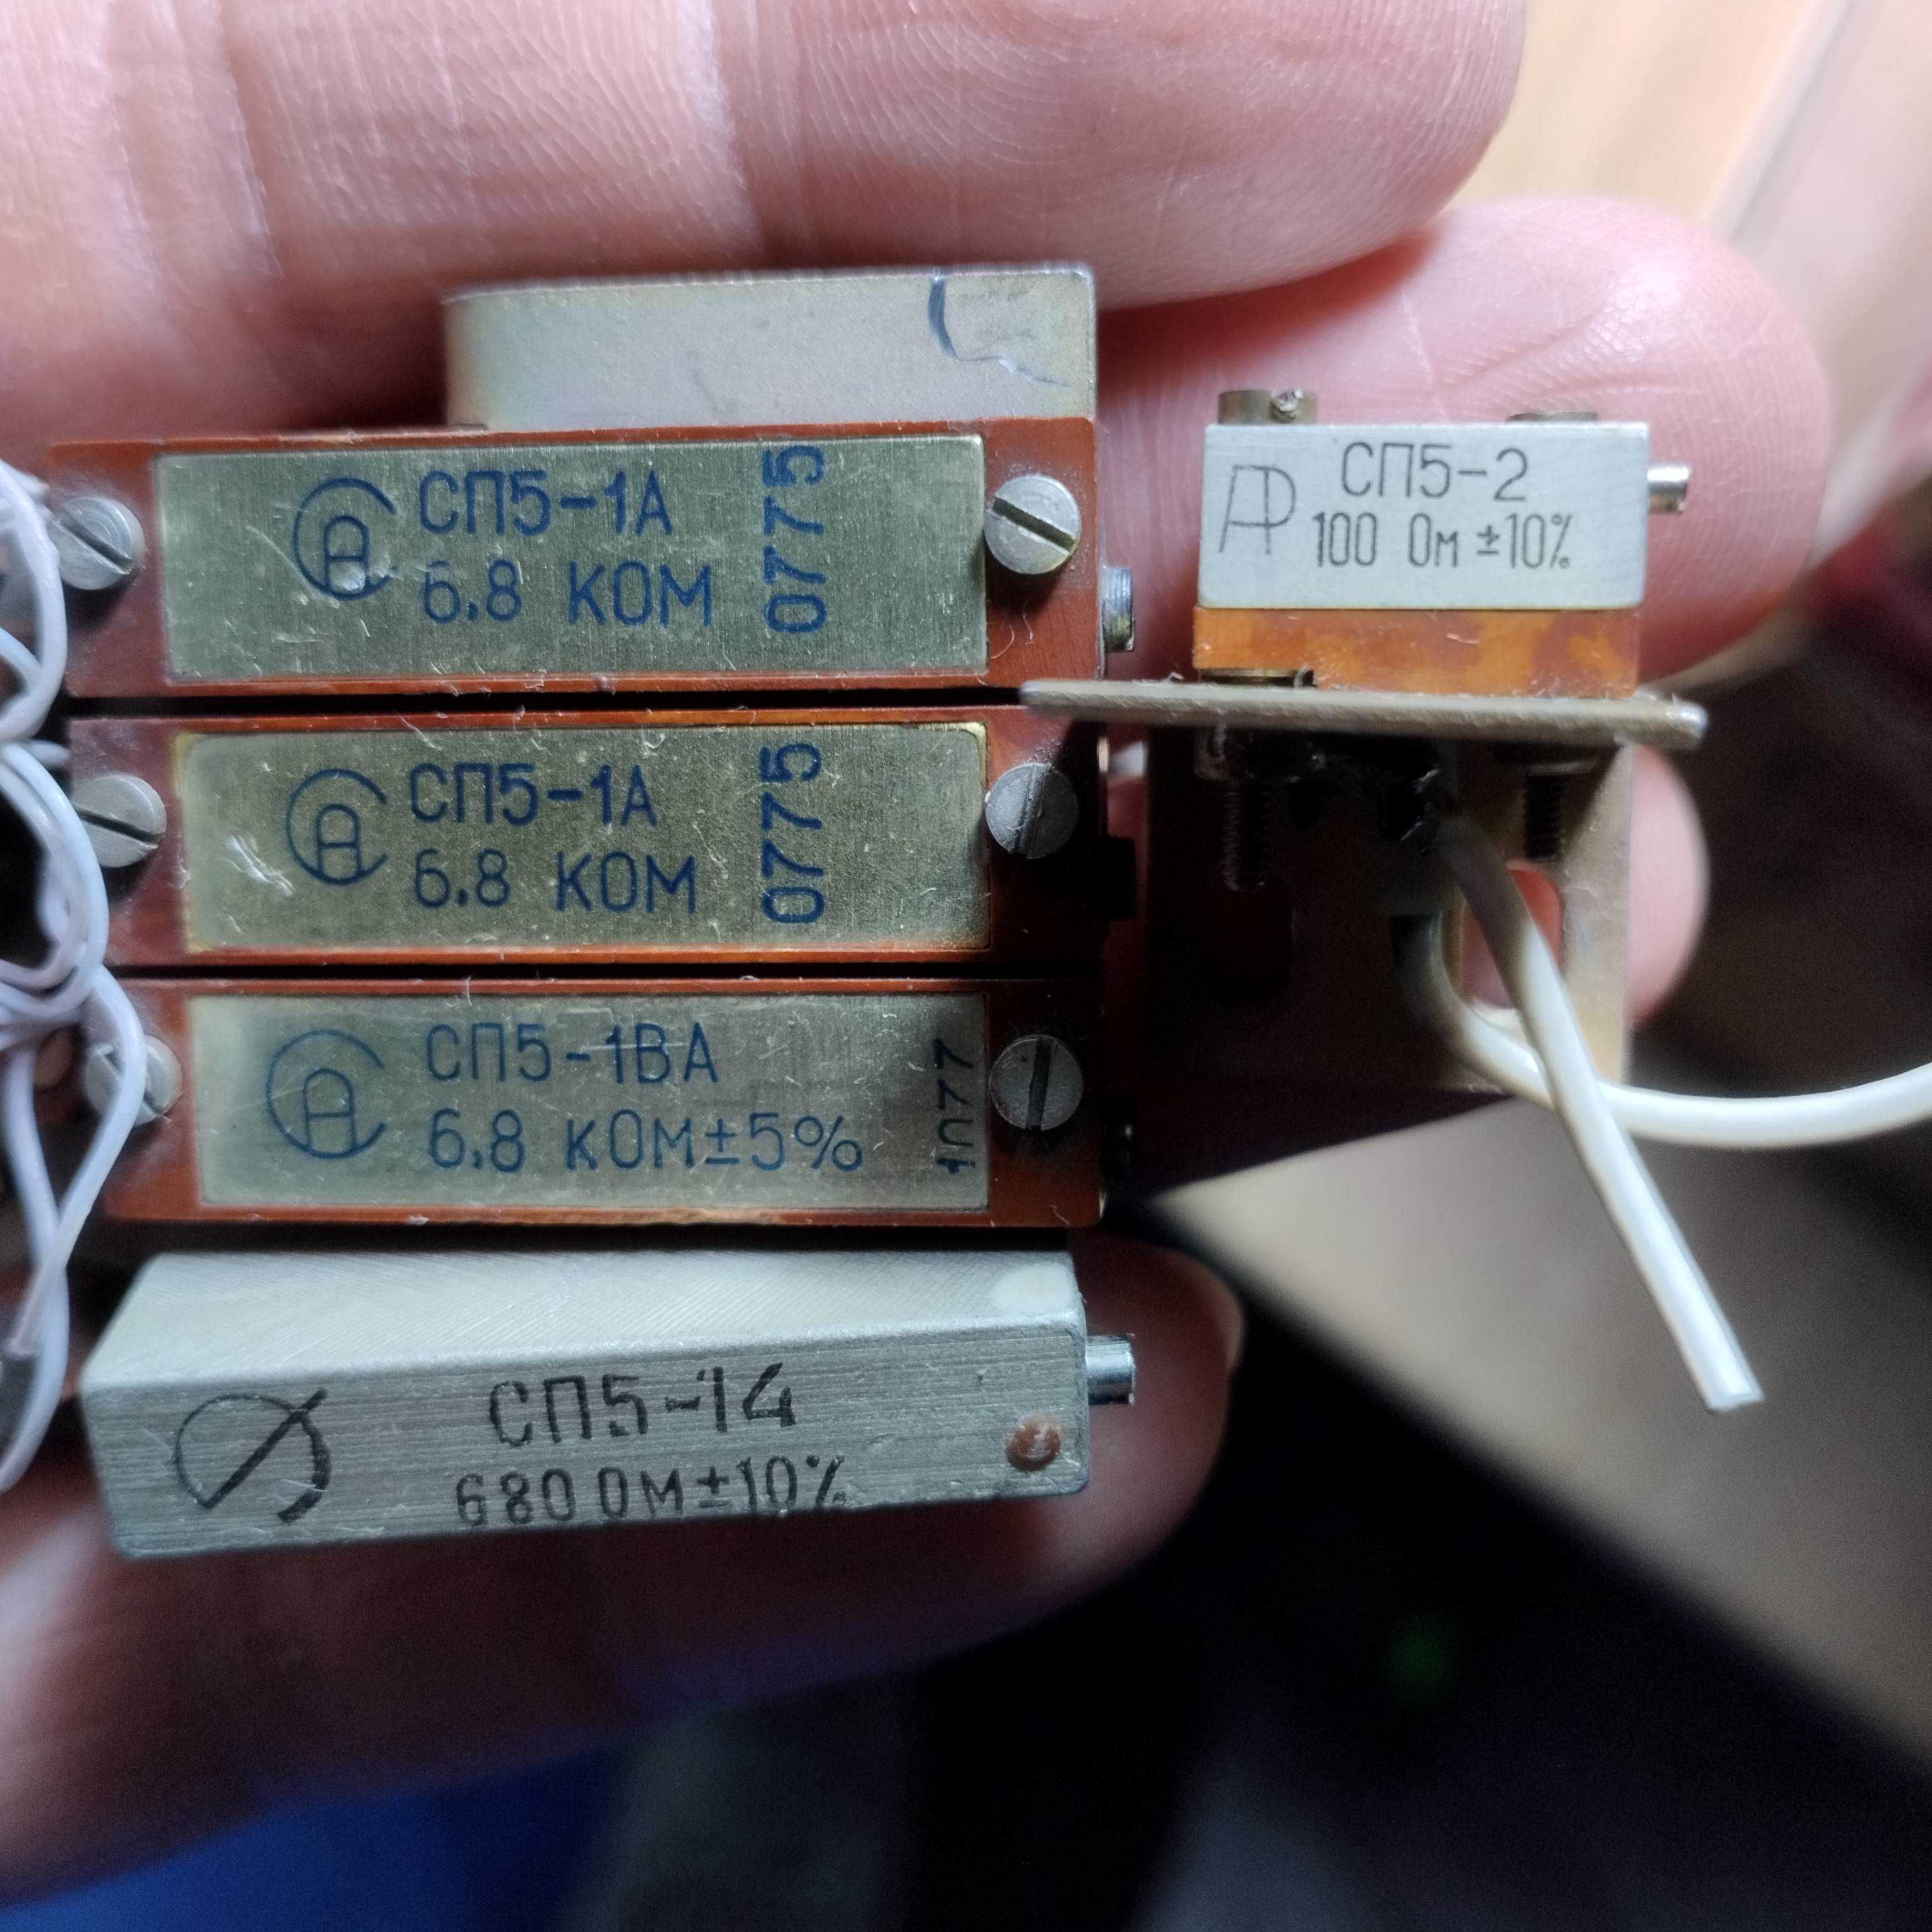 СП5-1А
6.8 КОМ
0775
СП5-2
100 Ом ±10%
СП5-1А
6.8 КОМ
0775
СП5-1ВА
6.8 кОм±5%
1П77
СП5-14
680 Ом±10%